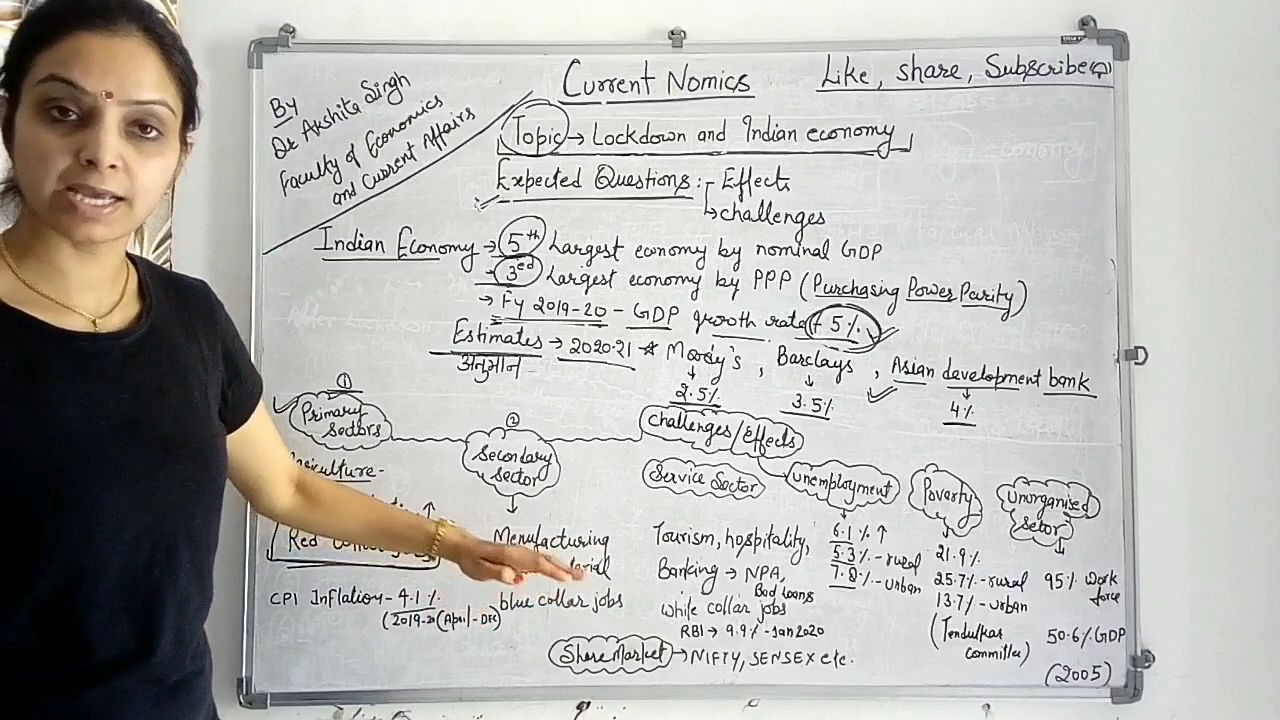 By
Dr Akshita Singh
Faculty of Economics
and Current Affairs
Current Nomics
Like, share, Subscribe
Topic → Lockdown and Indian economy
Expected Questions: Effects
↳ challenges
Indian Economy → 5th Largest economy by nominal GDP
→ 3rd Largest economy by PPP (Purchasing Power Parity)
→ Fy 2019-20 - GDP growth rate 5%
Estimates → 2020-21 Moody's, Barclays, Asian development bank
अनुमान
2.5% 3.5% 4%
challenges/effects
①
Primary Sectors
②
Secondary Sector
Service Sector
unemployment
Poverty
unorganised Setor
Red
CPI Inflation - 4.1%
(2019-20 (April-Dec)
Menufacturing
blue collar jobs
Tourism, hospitality,
Banking → NPA,
Bad loans
while collar jobs
RBI → 9.9% - Jan 2020
6.1% ↑
5.3% - rural
7.8% - urban
21.9%
25.7% - rural
13.7% - urban
(Tendulkar committee)
95% work force
50.6% GDP
(2005)
Share Market → NIFTY, SENSEX etc.